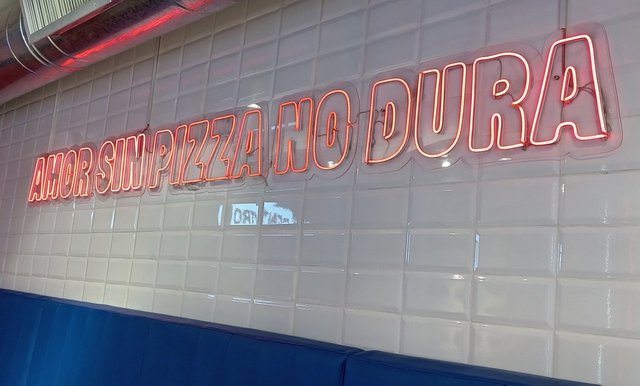 AMOR SIN PIZZA NO DURA